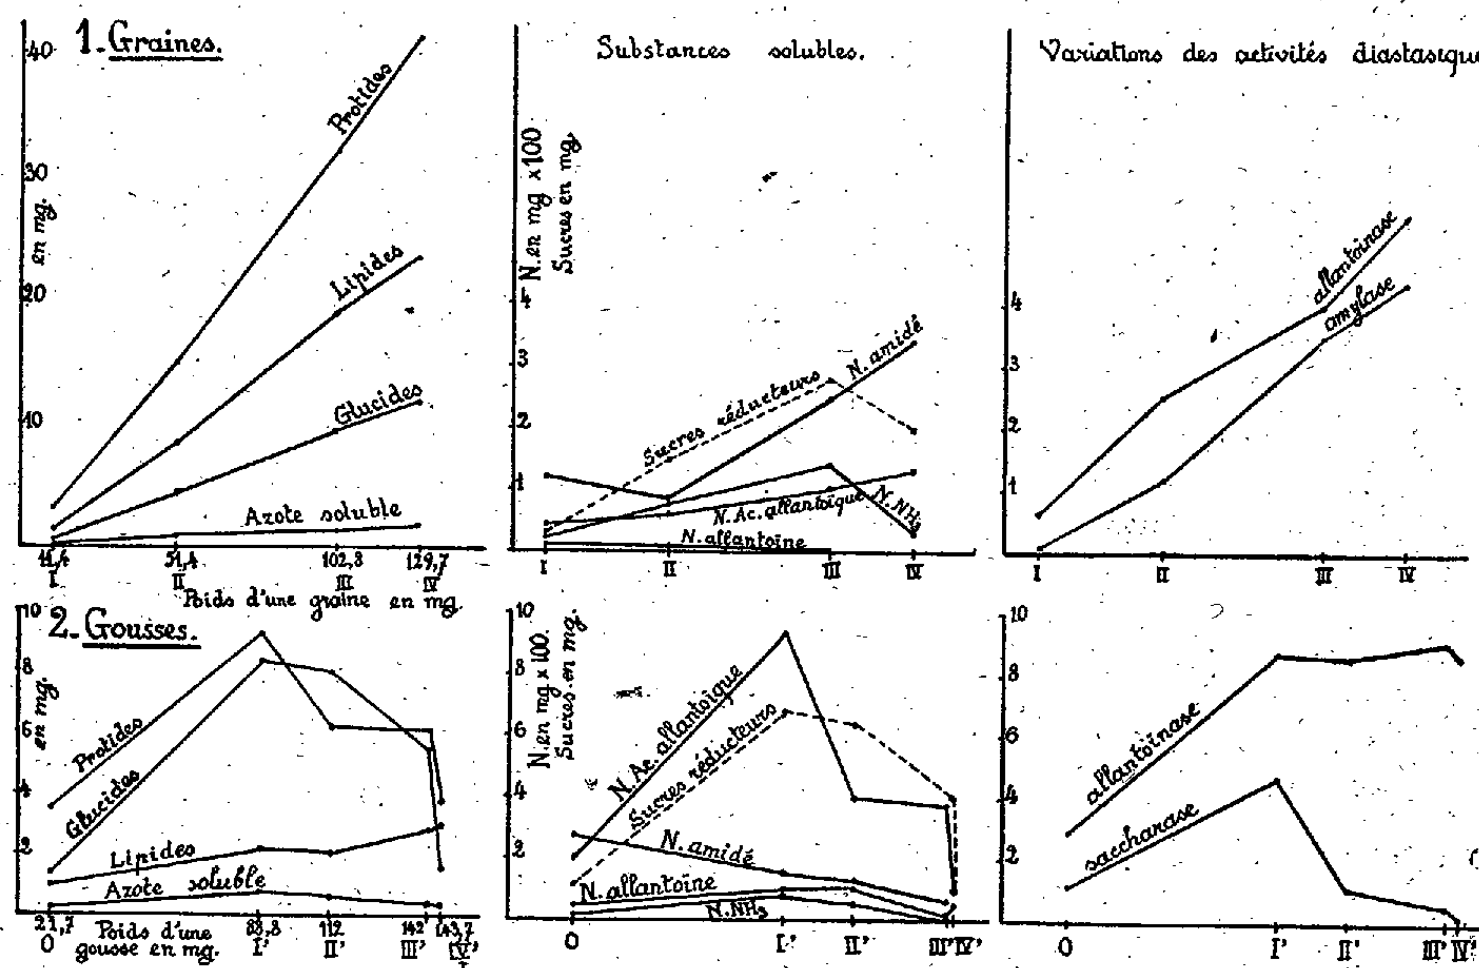 1. Graines.
40
30
20
10
en mg.
Protides
Lipides
Glucides
Azote soluble
11,4 51,4 102,8 129,7
I II III IV
Poids d'une graine en mg.
Substances solubles.
N. en mg x100
Sucres en mg.
4
3
2
1
Sucres réducteurs
N. amidé
N. Ac. allantoïque
N. NH3
N. allantoïne
I II III IV
Variations des activités diastasiqu
4
3
2
1
allantoïnase
amylase
I II III IV
2. Gousses.
10
8
6
4
2
en mg.
Protides
Glucides
Lipides
Azote soluble
21,7 88,8 112 142 143,7
O I' II' III' IV'
Poids d'une
gousse en mg.
10
8
6
4
2
N. en mg x 100.
Sucres en mg.
N. Ac. allantoïque
Sucres réducteurs
N. amidé
N. allantoïne
N. NH3
O I' II' III' IV'
10
8
6
4
2
allantoïnase
saccharase
O I' II' III' IV'